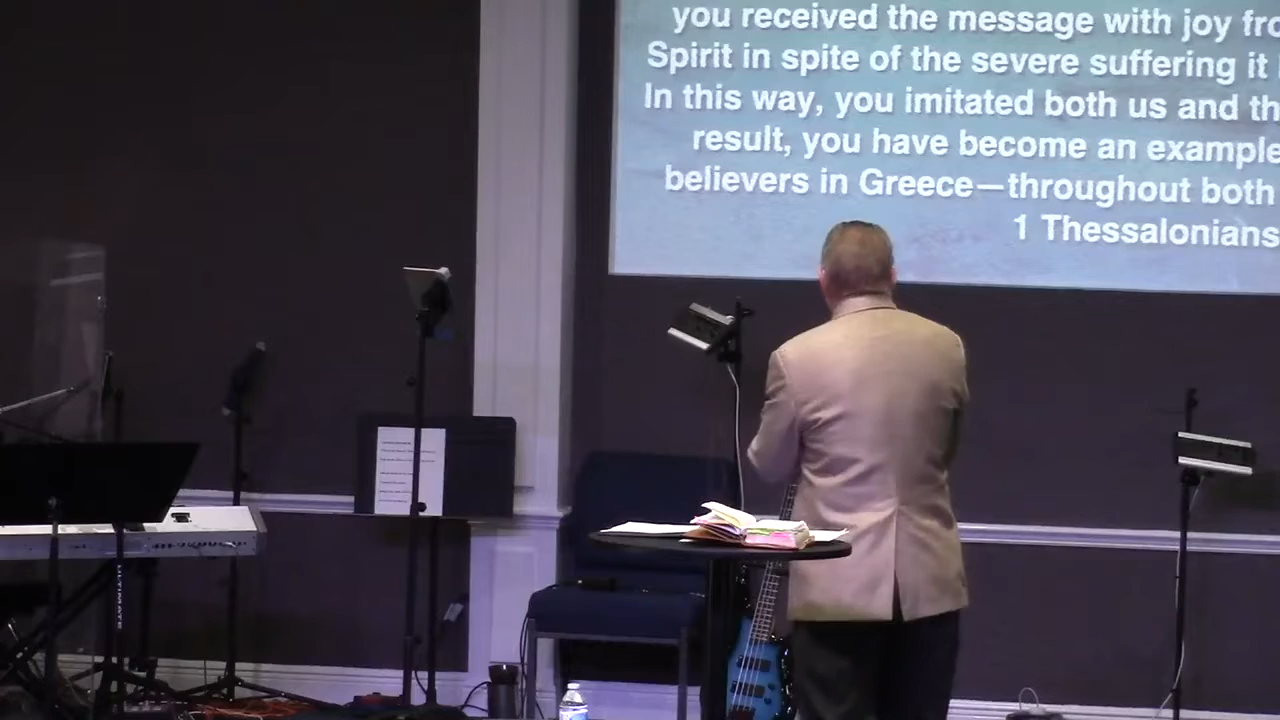 you received the message with joy fro
Spirit in spite of the severe suffering it
In this way, you imitated both us and th
result, you have become an example
believers in Greece—throughout both
1 Thessalonians
ULTIMATE